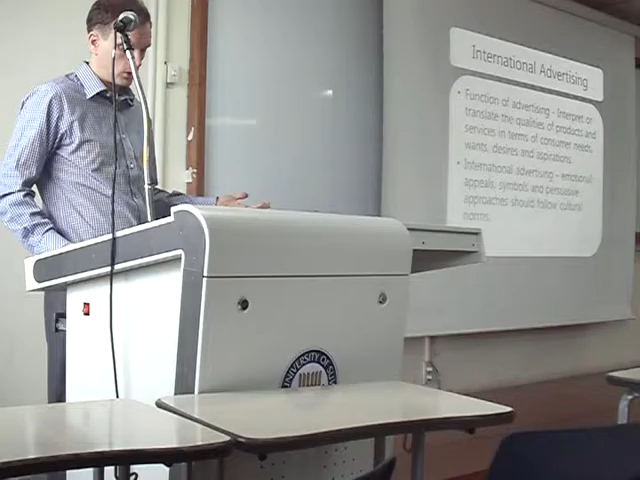 International Advertising
• Function of advertising – Interpret or
translate the qualities of products and
services in terms of consumer needs,
wants, desires and aspirations.
• International advertising – emotional
appeals, symbols and persuasive
approaches should follow cultural
norms.
UNIVERSITY OF